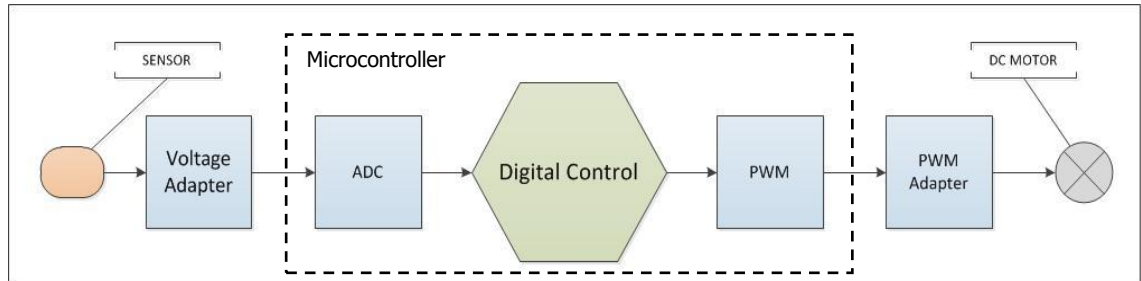 SENSOR
Microcontroller
DC MOTOR
Voltage
Adapter
ADC
Digital Control
PWM
PWM
Adapter